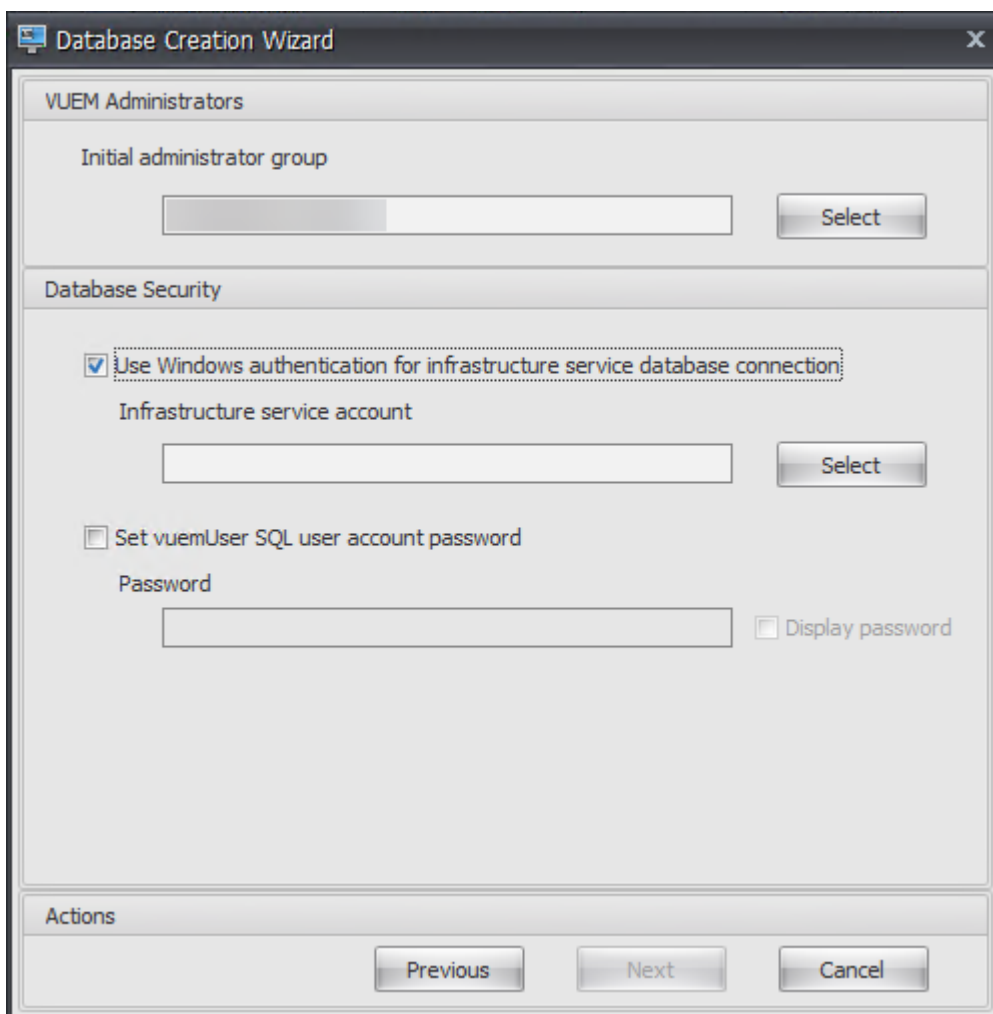 Database Creation Wizard
x
VUEM Administrators
Initial administrator group
Select
Database Security
Use Windows authentication for infrastructure service database connection
Infrastructure service account
Select
Set vuemUser SQL user account password
Password
Display password
Actions
Previous Next Cancel